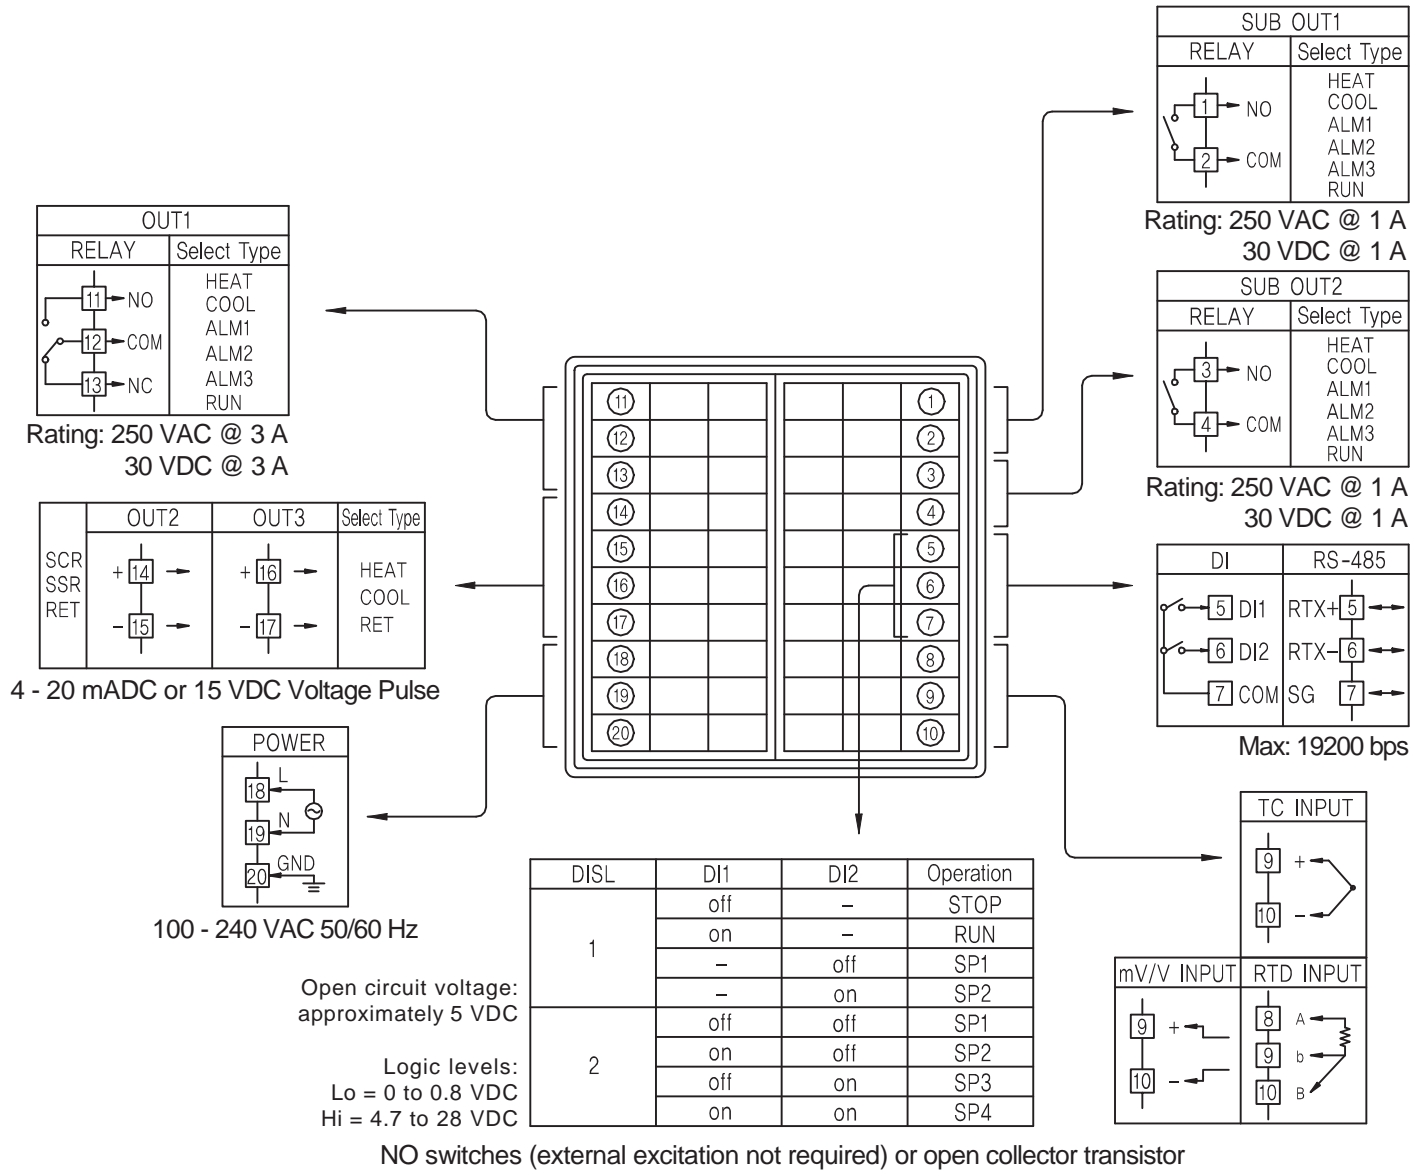 SUB OUT1
RELAY Select Type
1 NO
2 COM
HEAT
COOL
ALM1
ALM2
ALM3
RUN
Rating: 250 VAC @ 1 A
30 VDC @ 1 A
OUT1
RELAY Select Type
11 NO
12 COM
13 NC
HEAT
COOL
ALM1
ALM2
ALM3
RUN
Rating: 250 VAC @ 3 A
30 VDC @ 3 A
SUB OUT2
RELAY Select Type
3 NO
4 COM
HEAT
COOL
ALM1
ALM2
ALM3
RUN
Rating: 250 VAC @ 1 A
30 VDC @ 1 A
11 1
12 2
13 3
14 4
15 5
16 6
17 7
18 8
19 9
20 10
OUT2 OUT3 Select Type
SCR
SSR
RET
+ 14 + 16
- 15 - 17
HEAT
COOL
RET
4 - 20 mADC or 15 VDC Voltage Pulse
DI RS-485
5 DI1 RTX+ 5
6 DI2 RTX- 6
7 COM SG 7
Max: 19200 bps
POWER
18 L
19 N
20 GND
100 - 240 VAC 50/60 Hz
TC INPUT
9 +
10 -
mV/V INPUT RTD INPUT
9 +
10 -
8 A
9 b
10 B
DISL DI1 DI2 Operation
1 off – STOP
on – RUN
– off SP1
– on SP2
2 off off SP1
on off SP2
off on SP3
on on SP4
Open circuit voltage:
approximately 5 VDC
Logic levels:
Lo = 0 to 0.8 VDC
Hi = 4.7 to 28 VDC
NO switches (external excitation not required) or open collector transistor